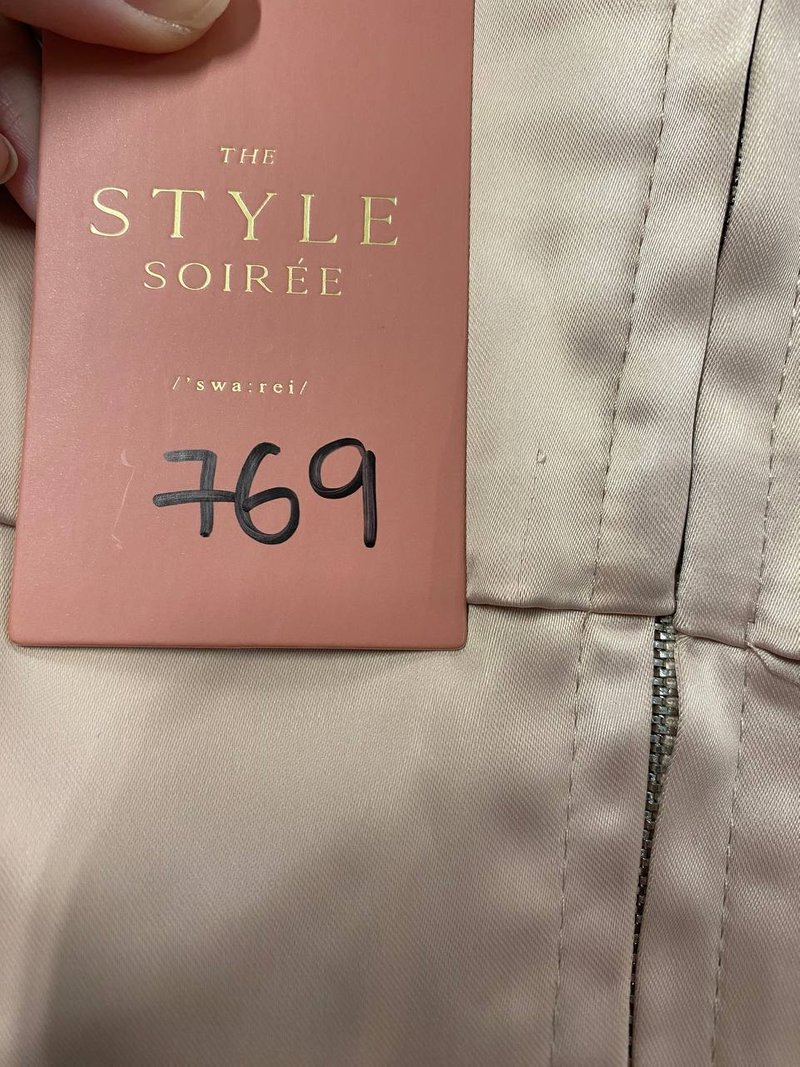 THE
STYLE
SOIRÉE
/'swa:rei/
769